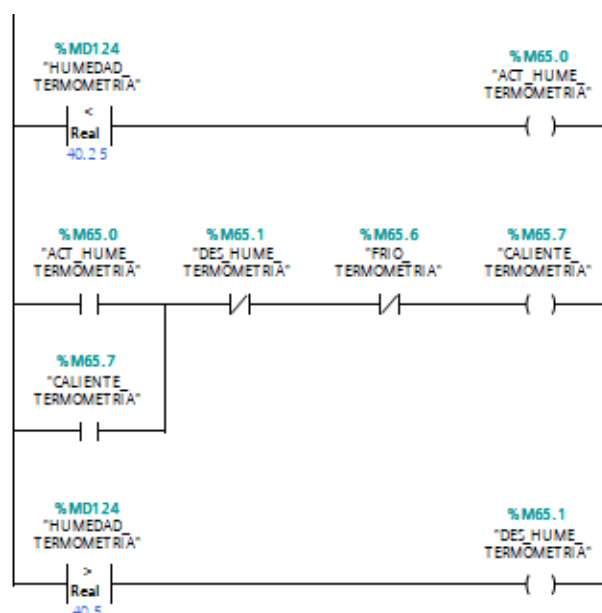 %MD124
"HUMEDAD_
TERMOMETRIA"
<
Real
40.25
%M65.0
"ACT_HUME_
TERMOMETRIA"
%M65.0
"ACT_HUME_
TERMOMETRIA"
%M65.1
"DES_HUME_
TERMOMETRIA"
%M65.6
"FRIO_
TERMOMETRIA"
%M65.7
"CALIENTE_
TERMOMETRIA"
%M65.7
"CALIENTE_
TERMOMETRIA"
%MD124
"HUMEDAD_
TERMOMETRIA"
>
Real
40.5
%M65.1
"DES_HUME_
TERMOMETRIA"